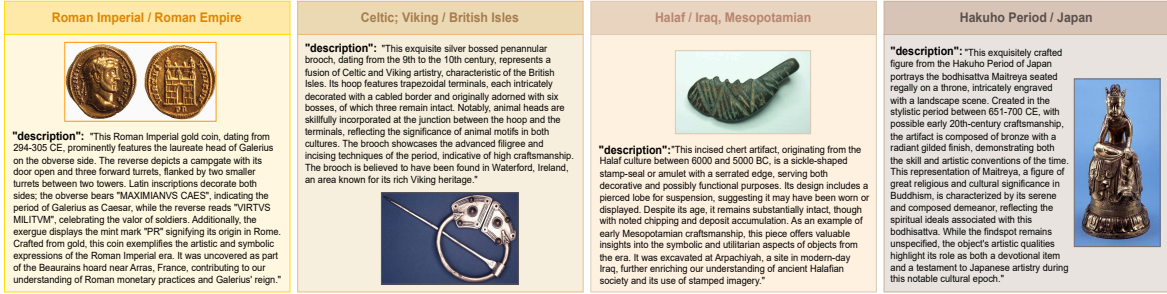 Roman Imperial / Roman Empire
"description": "This Roman Imperial gold coin, dating from
294-305 CE, prominently features the laureate head of Galerius
on the obverse side. The reverse depicts a campgate with its
door open and three forward turrets, flanked by two smaller
turrets between two towers. Latin inscriptions decorate both
sides; the obverse bears "MAXIMIANVS CAES", indicating the
period of Galerius as Caesar, while the reverse reads "VIRTVS
MILITVM", celebrating the valor of soldiers. Additionally, the
exergue displays the mint mark "PR" signifying its origin in Rome.
Crafted from gold, this coin exemplifies the artistic and symbolic
expressions of the Roman Imperial era. It was uncovered as part
of the Beaurains hoard near Arras, France, contributing to our
understanding of Roman monetary practices and Galerius' reign."
Celtic; Viking / British Isles
"description": "This exquisite silver bossed penannular
brooch, dating from the 9th to the 10th century, represents a
fusion of Celtic and Viking artistry, characteristic of the British
Isles. Its hoop features trapezoidal terminals, each intricately
decorated with a cabled border and originally adorned with six
bosses, of which three remain intact. Notably, animal heads are
skillfully incorporated at the junction between the hoop and the
terminals, reflecting the significance of animal motifs in both
cultures. The brooch showcases the advanced filigree and
incising techniques of the period, indicative of high craftsmanship.
The brooch is believed to have been found in Waterford, Ireland,
an area known for its rich Viking heritage."
Halaf / Iraq, Mesopotamian
"description":"This incised chert artifact, originating from the
Halaf culture between 6000 and 5000 BC, is a sickle-shaped
stamp-seal or amulet with a serrated edge, serving both
decorative and possibly functional purposes. Its design includes a
pierced lobe for suspension, suggesting it may have been worn or
displayed. Despite its age, it remains substantially intact, though
with noted chipping and deposit accumulation. As an example of
early Mesopotamian craftsmanship, this piece offers valuable
insights into the symbolic and utilitarian aspects of objects from
the era. It was excavated at Arpachiyah, a site in modern-day
Iraq, further enriching our understanding of ancient Halafian
society and its use of stamped imagery."
Hakuho Period / Japan
"description": "This exquisitely crafted
figure from the Hakuho Period of Japan
portrays the bodhisattva Maitreya seated
regally on a throne, intricately engraved
with a landscape scene. Created in the
stylistic period between 651-700 CE, with
possible early 20th-century craftsmanship,
the artifact is composed of bronze with a
radiant gilded finish, demonstrating both
the skill and artistic conventions of the time.
This representation of Maitreya, a figure of
great religious and cultural significance in
Buddhism, is characterized by its serene
and composed demeanor, reflecting the
spiritual ideals associated with this
bodhisattva. While the findspot remains
unspecified, the object's artistic qualities
highlight its role as both a devotional item
and a testament to Japanese artistry during
this notable cultural epoch."